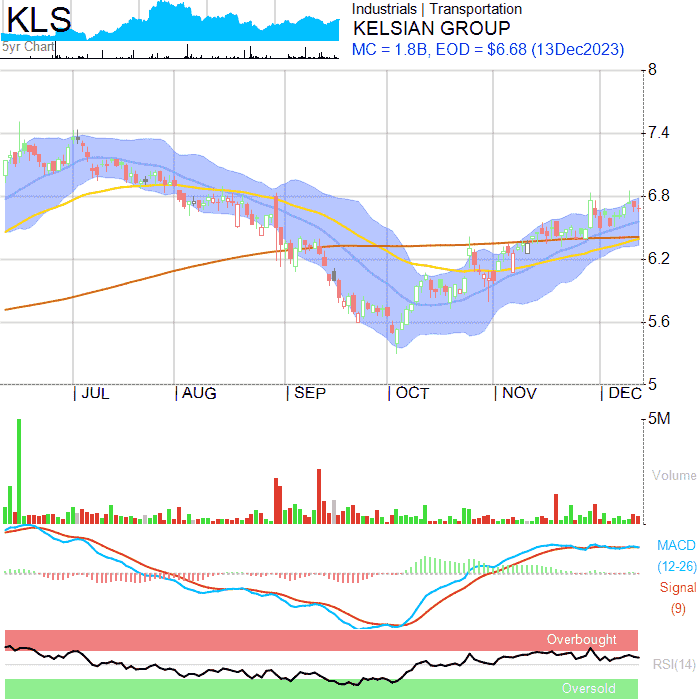 KLS
5yr Chart
Industrials | Transportation
KELSIAN GROUP
MC = 1.8B, EOD = $6.68 (13Dec2023)
8
7.4
6.8
6.2
5.6
5
| JUL | AUG | SEP | OCT | NOV | DEC
5M
Volume
MACD
(12-26)
Signal
(9)
Overbought
RSI(14)
Oversold